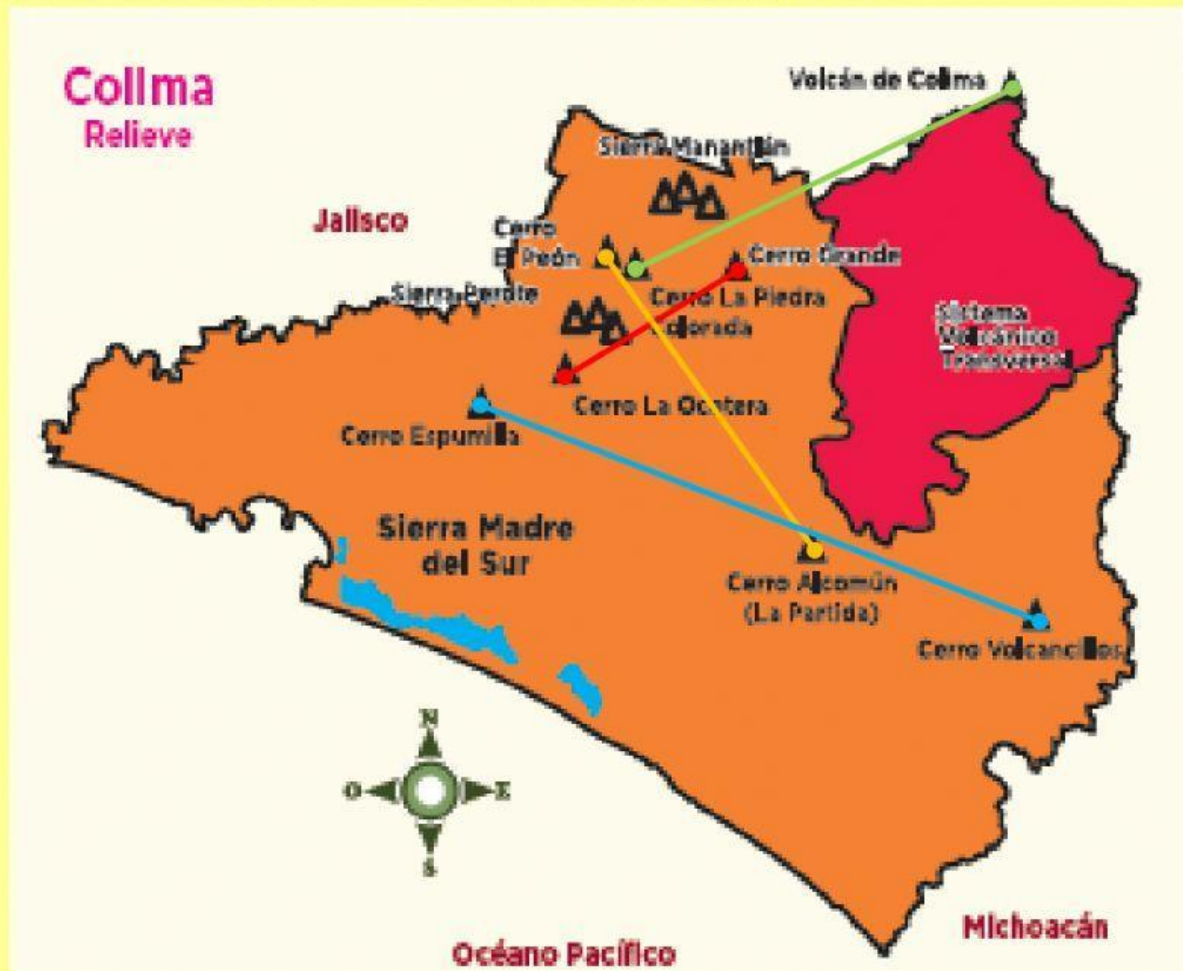 Colima
Relieve
Volcán de Colima
Sierra Manantlán
Jalisco
Cerro
El Peón
Cerro Grande
Sierra Perote
Cerro La Piedra
Colorada
Sistema
Volcánico
Transversal
Cerro La Ocotera
Cerro Espumilla
Sierra Madre
del Sur
Cerro Alcomún
(La Partida)
Cerro Volcancillos
N
O
E
S
Michoacán
Océano Pacífico